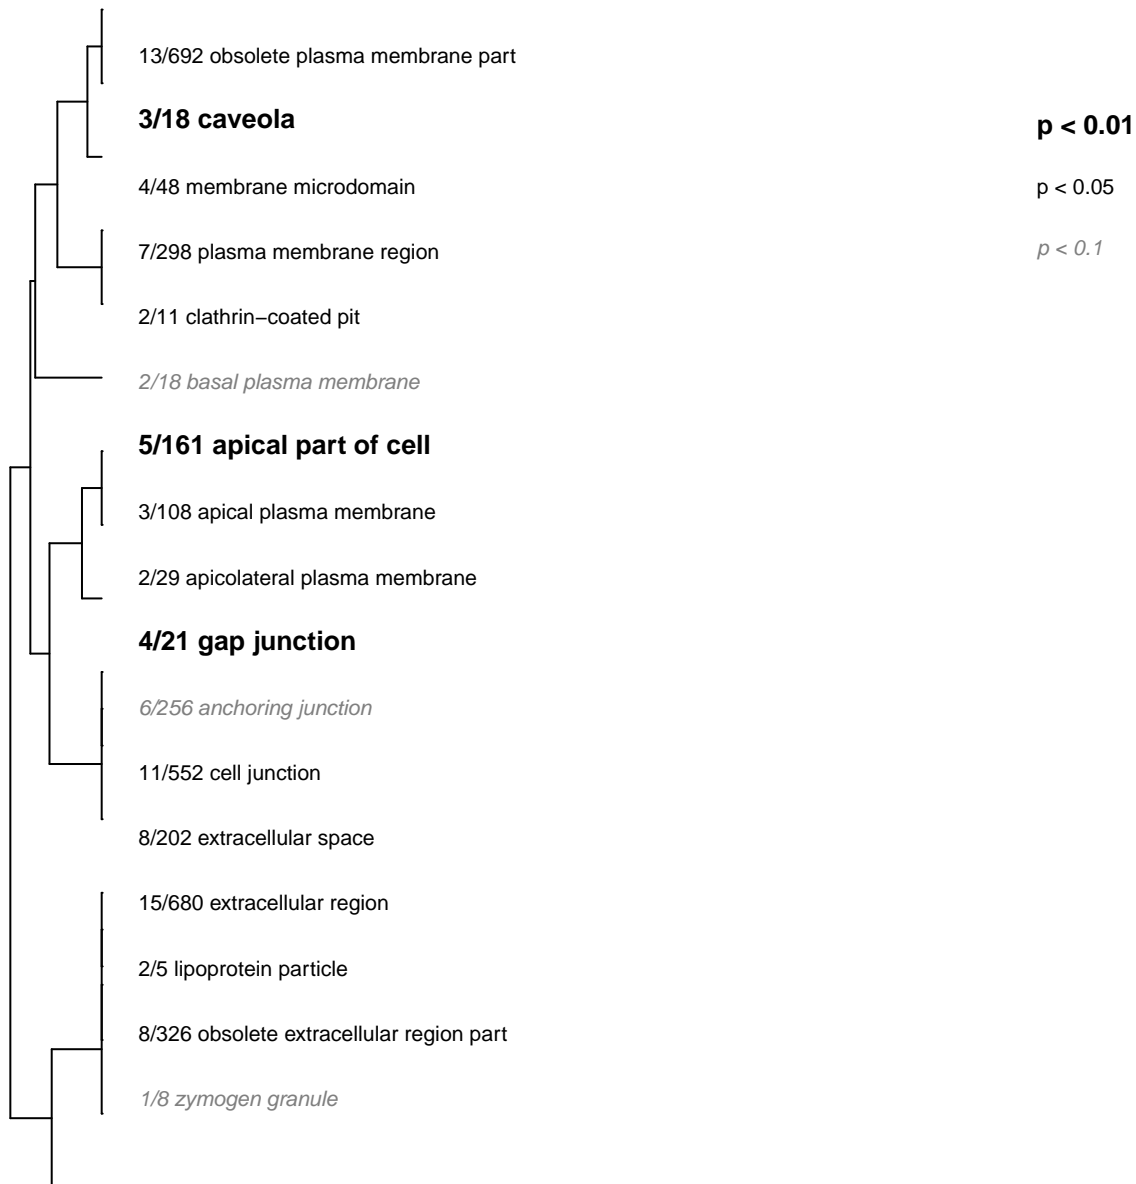 13/692 obsolete plasma membrane part
3/18 caveola
4/48 membrane microdomain
7/298 plasma membrane region
2/11 clathrin−coated pit
2/18 basal plasma membrane
5/161 apical part of cell
3/108 apical plasma membrane
2/29 apicolateral plasma membrane
4/21 gap junction
6/256 anchoring junction
11/552 cell junction
8/202 extracellular space
15/680 extracellular region
2/5 lipoprotein particle
8/326 obsolete extracellular region part
1/8 zymogen granule
p < 0.01
p < 0.05
p < 0.1